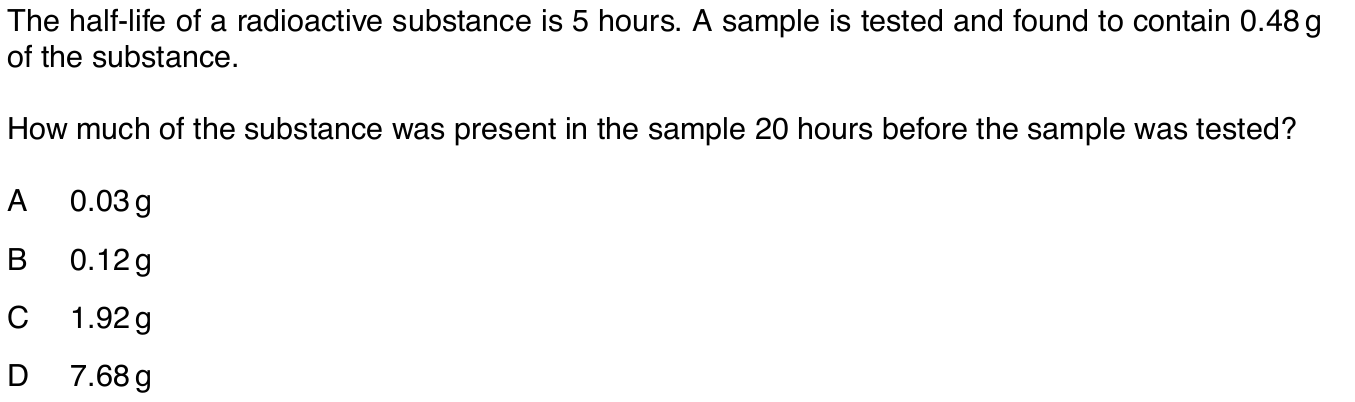 The half-life of a radioactive substance is 5 hours. A sample is tested and found to contain 0.48 g
of the substance.
How much of the substance was present in the sample 20 hours before the sample was tested?
A 0.03 g
B 0.12 g
C 1.92 g
D 7.68 g